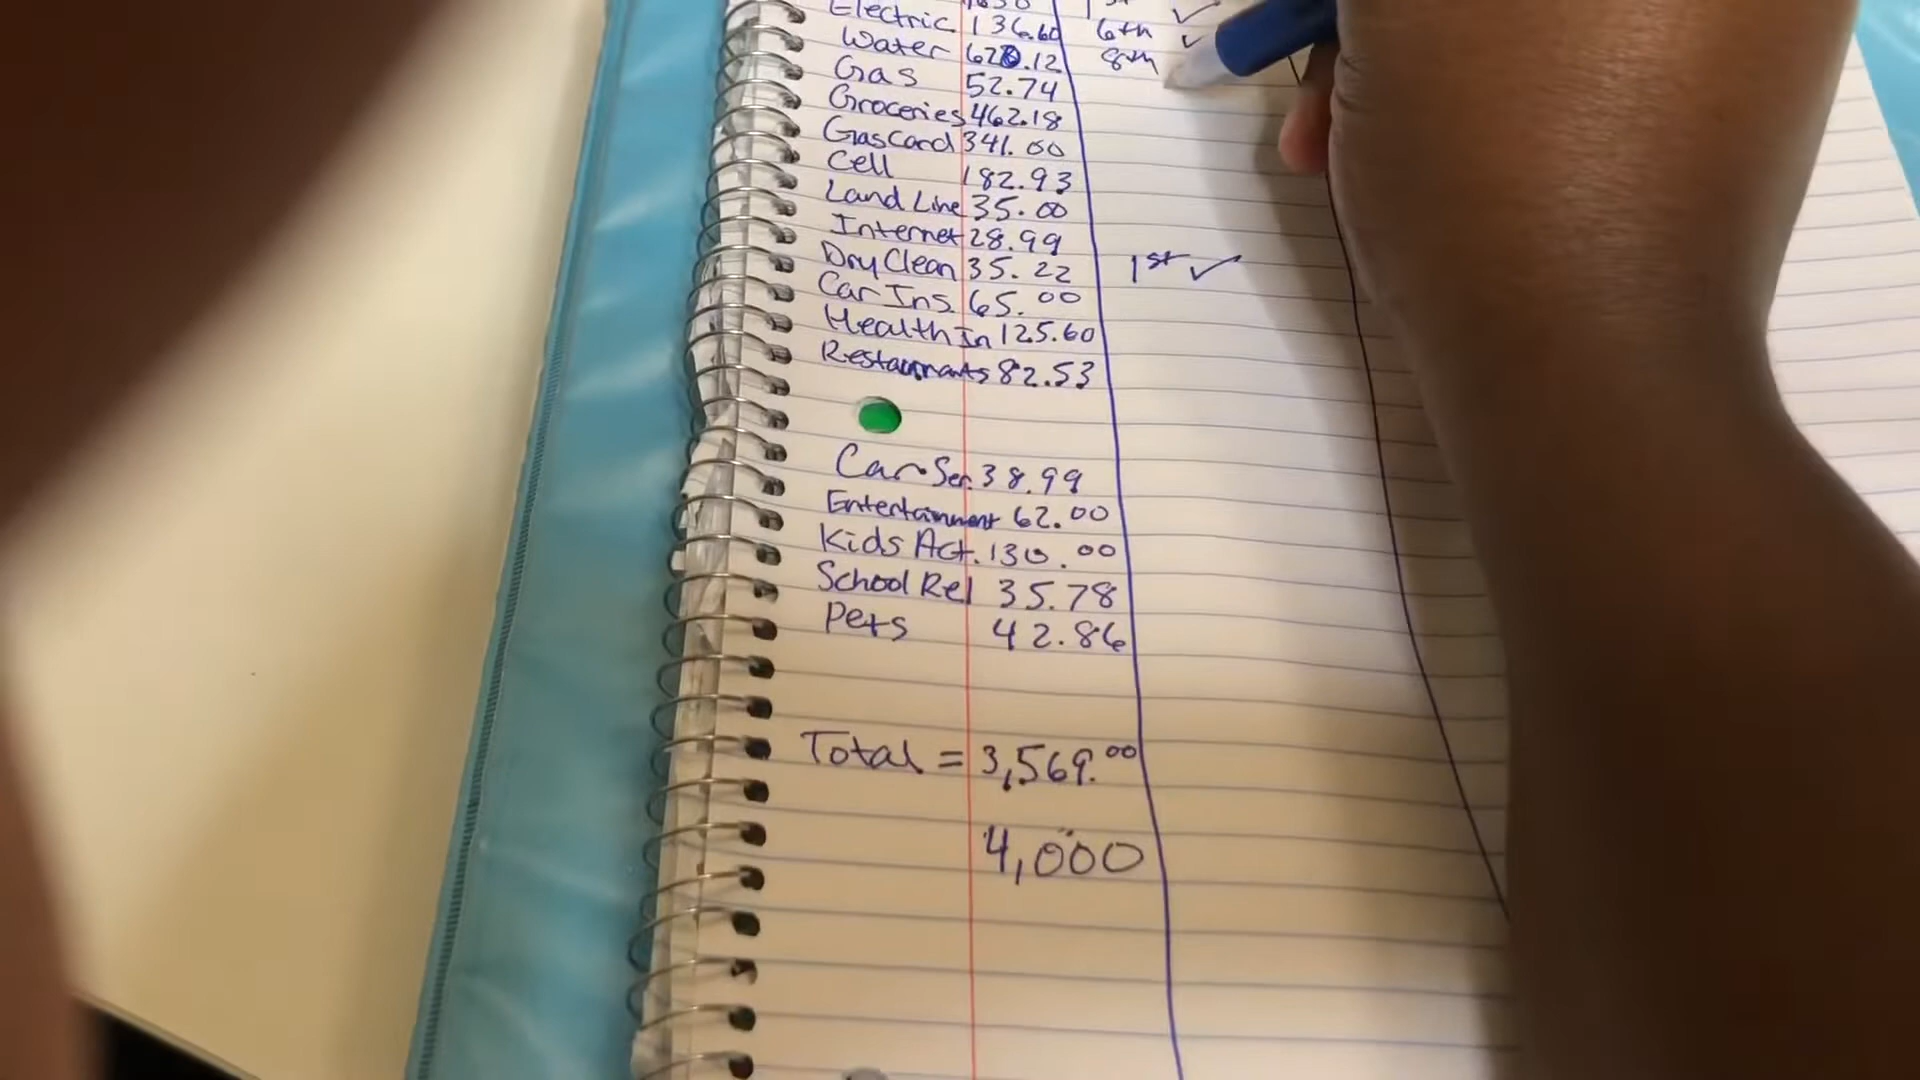 Electric 136.60 6th ✓
Water 62.12 8th
Gas 52.74
Groceries 462.18
Gas Card 341.00
Cell 182.93
Land Line 35.00
Internet 28.99
Dry Clean 35.22 1st ✓
Car Ins. 65.00
Health In 125.60
Restaurants 82.53
Car Ser. 38.99
Entertainment 62.00
Kids Act. 130.00
School Rel 35.78
Pets 42.86
Total = 3,569.00
4,000